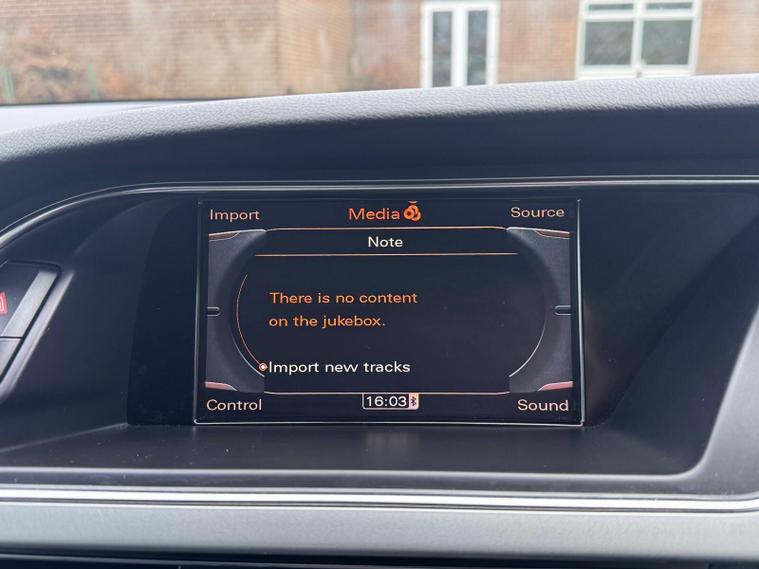 Import Media Source
Note
There is no content
on the jukebox.
Import new tracks
Control 16:03 Sound